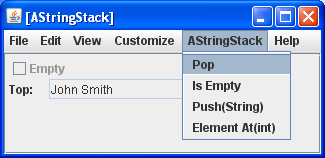 [AStringStack]
File Edit View Customize AStringStack Help
Empty
Pop
Is Empty
Top: John Smith
Push(String)
Element At(int)